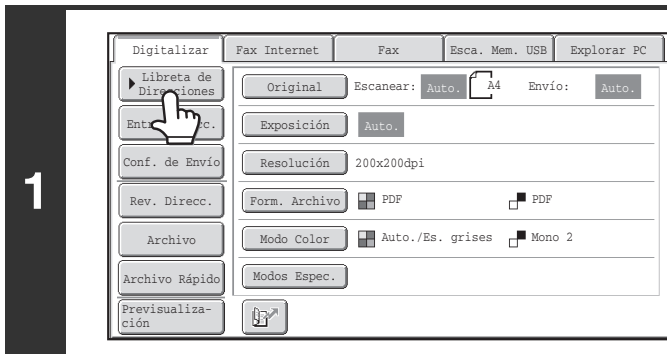 1
Digitalizar Fax Internet Fax Esca. Mem. USB Explorar PC
Libreta de
Direcciones
Original Escanear: Auto. A4 Envío: Auto.
Exposición Auto.
Conf. de Envío Resolución 200x200dpi
Rev. Direcc. Form. Archivo PDF PDF
Archivo Modo Color Auto./Es. grises Mono 2
Archivo Rápido Modos Espec.
Previsualiza-
ción